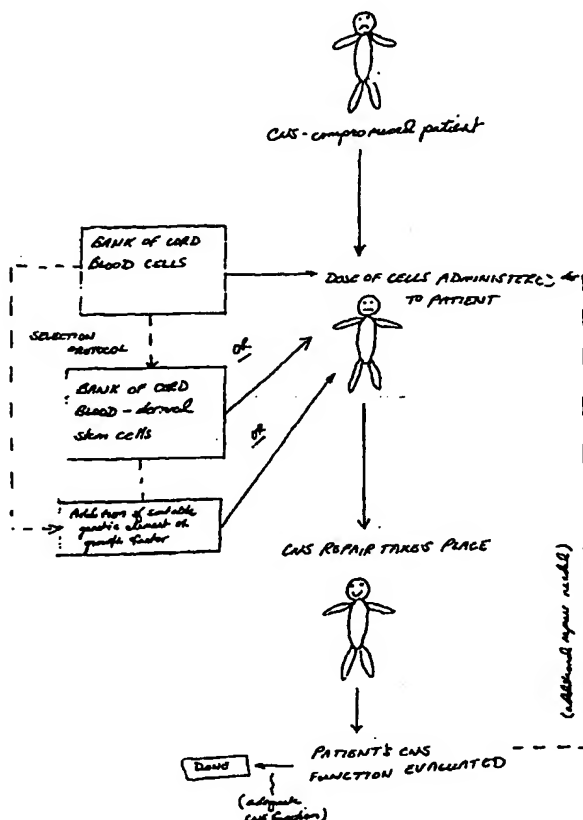 CNS-compromised patient
BANK OF CORD
BLOOD CELLS
DOSE OF CELLS ADMINISTERED
TO PATIENT
SELECTION
PROTOCOL
or
BANK OF CORD
BLOOD-derived
stem cells
or
Addition of suitable
genetic element or
growth factor
CNS REPAIR TAKES PLACE
(additional repair needed)
PATIENT'S CNS
FUNCTION EVALUATED
DONE
(adequate
CNS function)